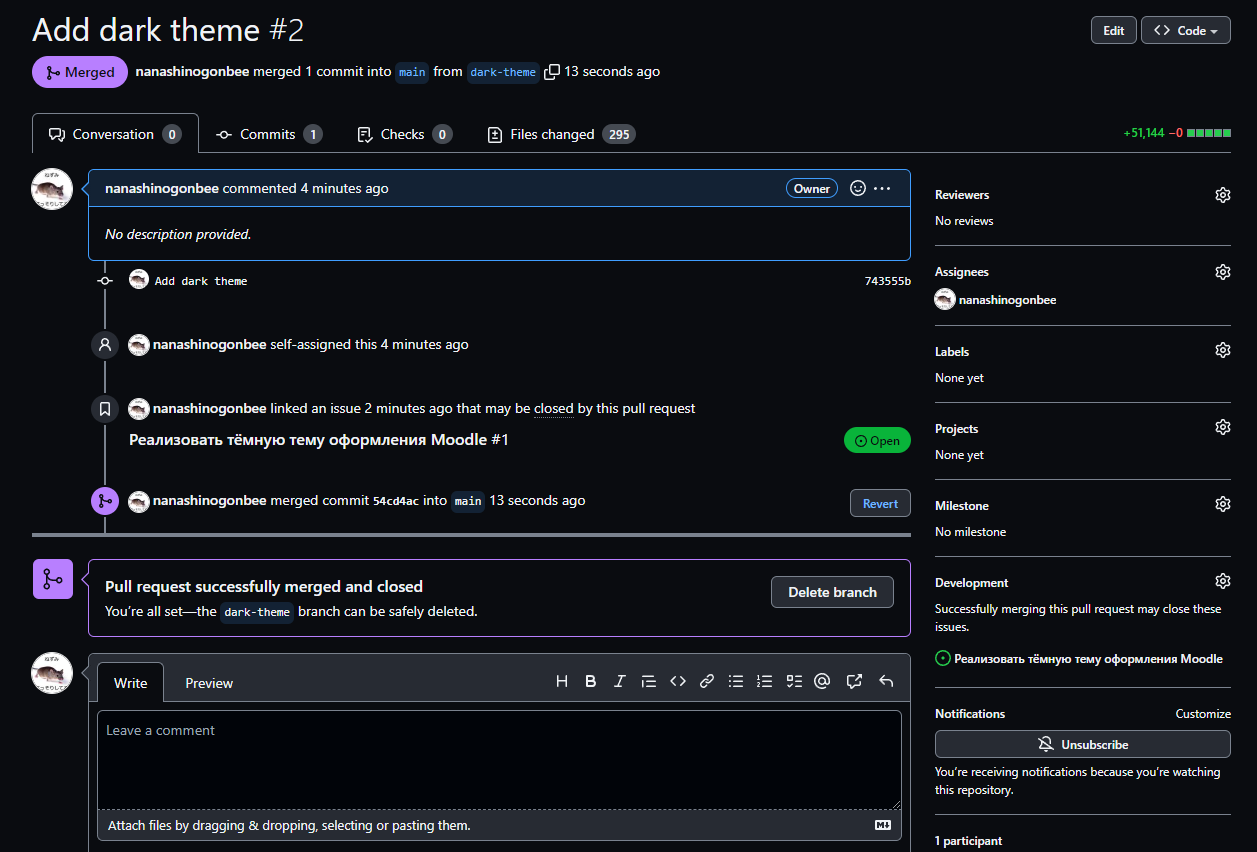 Add dark theme #2
Edit
Code
Merged
nanashinogonbee merged 1 commit into main from dark-theme 13 seconds ago
Conversation 0
Commits 1
Checks 0
Files changed 295
+51,144 −0
nanashinogonbee commented 4 minutes ago
Owner
No description provided.
Add dark theme
743555b
nanashinogonbee self-assigned this 4 minutes ago
nanashinogonbee linked an issue 2 minutes ago that may be closed by this pull request
Реализовать тёмную тему оформления Moodle #1
Open
nanashinogonbee merged commit 54cd4ac into main 13 seconds ago
Revert
Pull request successfully merged and closed
You’re all set—the dark-theme branch can be safely deleted.
Delete branch
Write
Preview
Leave a comment
Attach files by dragging & dropping, selecting or pasting them.
Reviewers
No reviews
Assignees
nanashinogonbee
Labels
None yet
Projects
None yet
Milestone
No milestone
Development
Successfully merging this pull request may close these
issues.
Реализовать тёмную тему оформления Moodle
Notifications
Customize
Unsubscribe
You’re receiving notifications because you’re watching
this repository.
1 participant